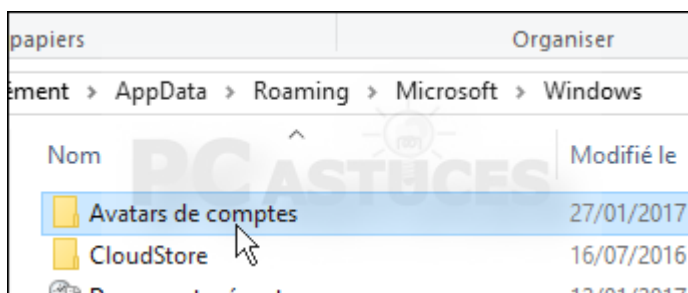 papiers Organiser
ément > AppData > Roaming > Microsoft > Windows
Nom Modifié le
PC ASTUCES
Avatars de comptes 27/01/2017
CloudStore 16/07/2016